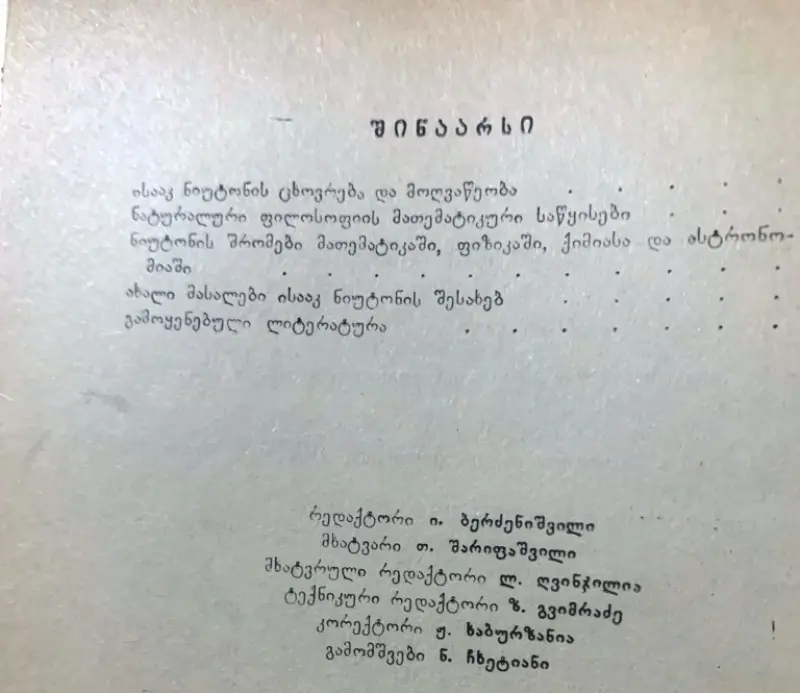 შინაარსი
ისააკ ნიუტონის ცხოვრება და მოღვაწეობა . . . . .
ნატურალური ფილოსოფიის მათემატიკური საწყისები . . .
ნიუტონის შრომები მათემატიკაში, ფიზიკაში, ქიმიასა და ასტრონო-
მიაში . . . . . . . . . . . .
ახალი მასალები ისააკ ნიუტონის შესახებ . . . . .
გამოყენებული ლიტერატურა . . . . . . .
რედაქტორი ი. ბერძენიშვილი
მხატვარი თ. შარიფაშვილი
მხატვრული რედაქტორი ლ. ღვინჯილია
ტექნიკური რედაქტორი ზ. გვიმრაძე
კორექტორი ჟ. საბურზანია
გამომშვები ნ. ჩხეტიანი